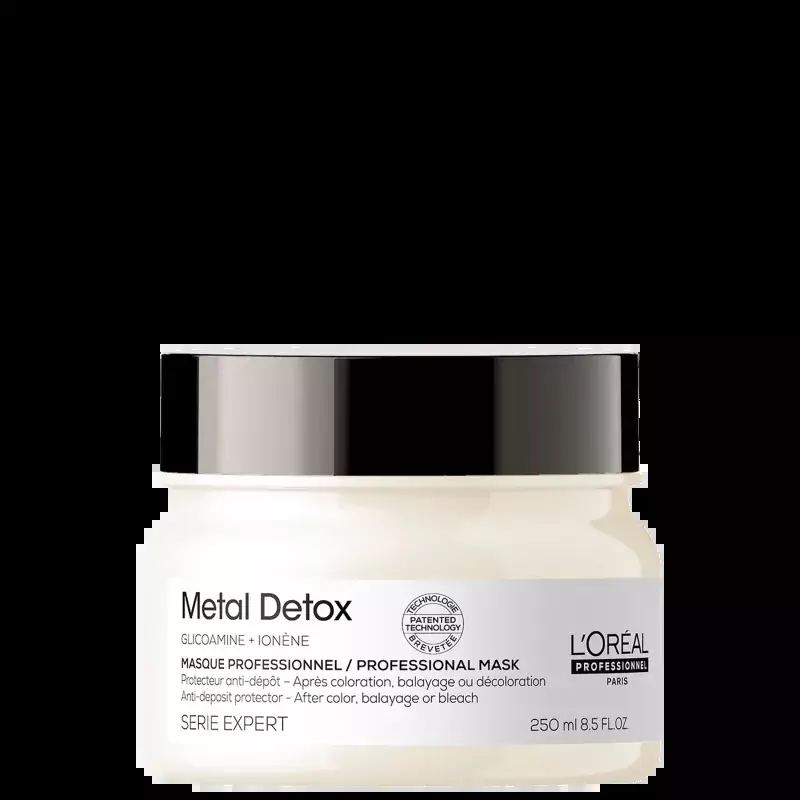 Metal Detox
GLICOAMINE + IONÈNE
TECHNOLOGIE
PATENTED
TECHNOLOGY
BREVETÉE
MASQUE PROFESSIONNEL / PROFESSIONAL MASK
Protecteur anti-dépôt – Après coloration, balayage ou décoloration
Anti-deposit protector - After color, balayage or bleach
SERIE EXPERT
L'ORÉAL
PROFESSIONNEL
PARIS
250 ml 8.5 FL.OZ